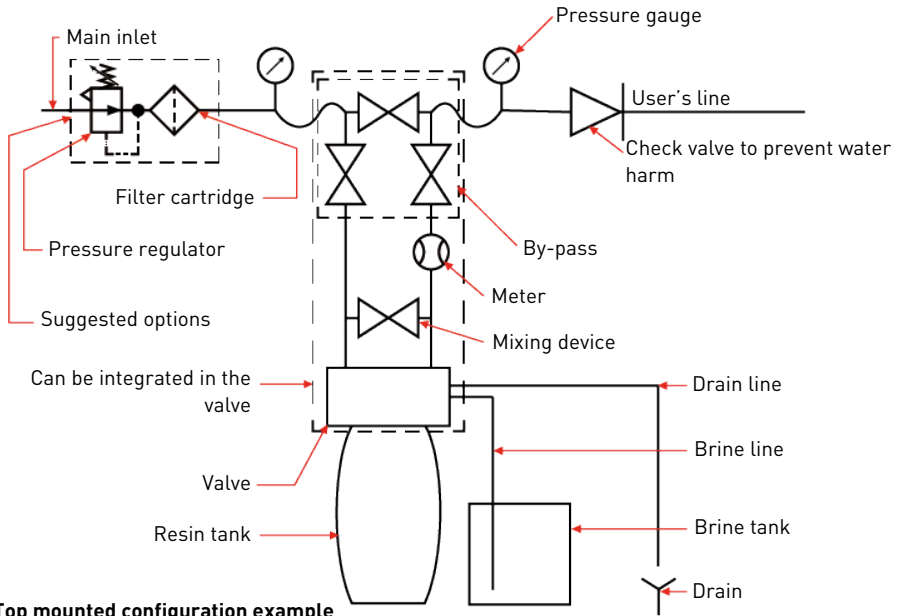 Pressure gauge
Main inlet
User's line
Check valve to prevent water
harm
Filter cartridge
By-pass
Pressure regulator
Meter
Suggested options
Mixing device
Can be integrated in the
valve
Drain line
Brine line
Valve
Resin tank
Brine tank
Drain
Top mounted configuration example